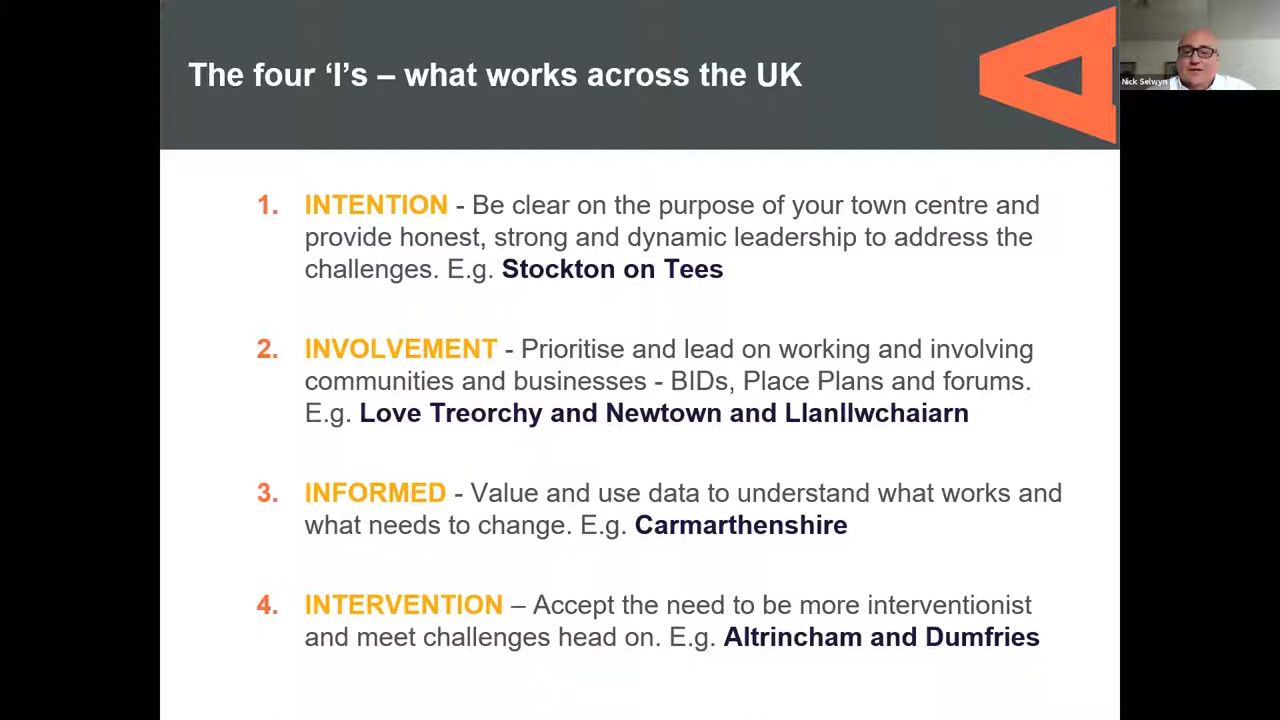 The four ‘I’s – what works across the UK
Nick Selwyn
1. INTENTION - Be clear on the purpose of your town centre and
provide honest, strong and dynamic leadership to address the
challenges. E.g. Stockton on Tees
2. INVOLVEMENT - Prioritise and lead on working and involving
communities and businesses - BIDs, Place Plans and forums.
E.g. Love Treorchy and Newtown and Llanllwchaiarn
3. INFORMED - Value and use data to understand what works and
what needs to change. E.g. Carmarthenshire
4. INTERVENTION – Accept the need to be more interventionist
and meet challenges head on. E.g. Altrincham and Dumfries